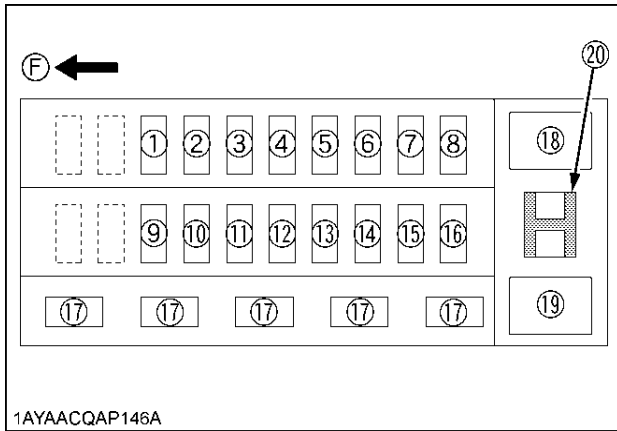 Ⓕ
⑳
① ② ③ ④ ⑤ ⑥ ⑦ ⑧ ⑱
⑨ ⑩ ⑪ ⑫ ⑬ ⑭ ⑮ ⑯
⑰ ⑰ ⑰ ⑰ ⑰ ⑲
1AYAACQAP146A